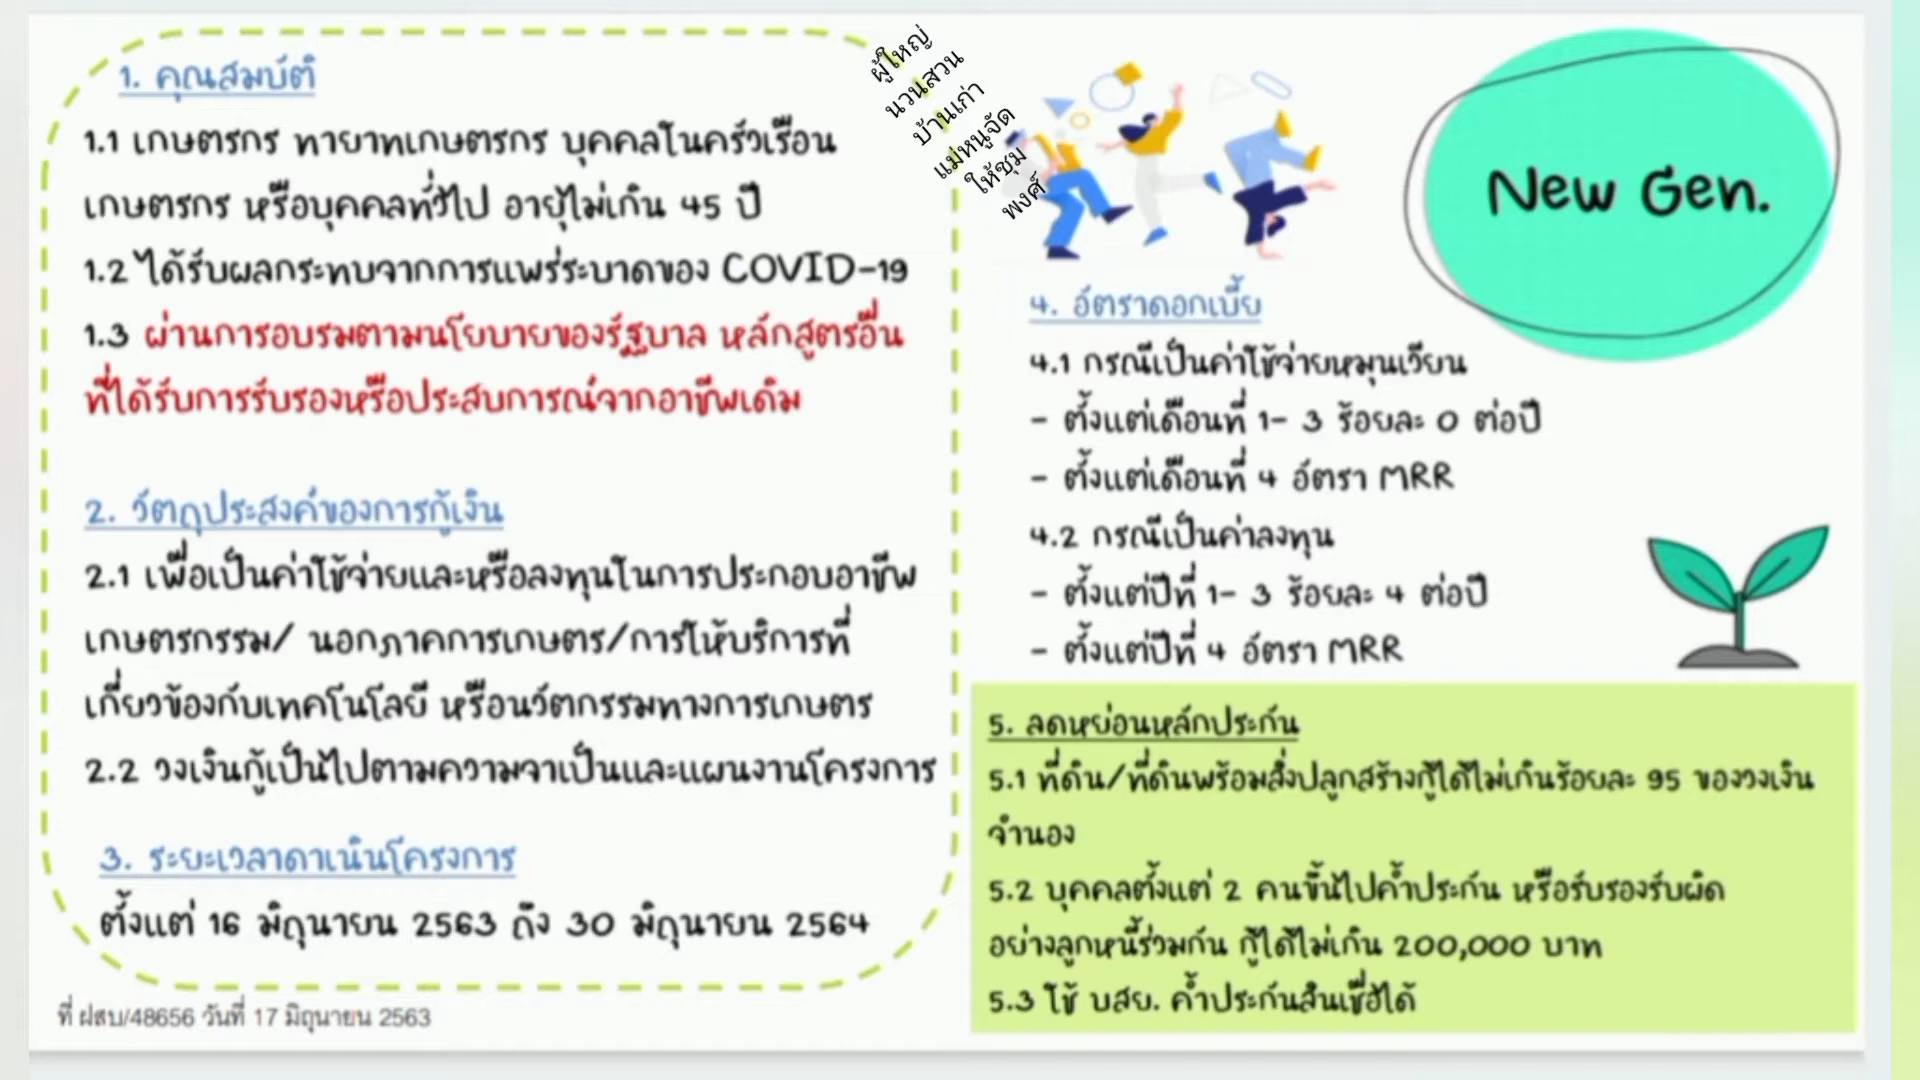 1. คุณสมบัติ
1.1 เกษตรกร ทายาทเกษตรกร บุคคลในครัวเรือน
เกษตรกร หรือบุคคลทั่วไป อายุไม่เกิน 45 ปี
1.2 ได้รับผลกระทบจากการแพร่ระบาดของ COVID-19
1.3 ผ่านการอบรมตามนโยบายของรัฐบาล หลักสูตรอื่น
ที่ได้รับการรับรองหรือประสบการณ์จากอาชีพเดิม
2. วัตถุประสงค์ของการกู้เงิน
2.1 เพื่อเป็นค่าใช้จ่ายและหรือลงทุนในการประกอบอาชีพ
เกษตรกรรม/ นอกภาคการเกษตร/การให้บริการที่
เกี่ยวข้องกับเทคโนโลยี หรือนวัตกรรมทางการเกษตร
2.2 วงเงินกู้เป็นไปตามความจาเป็นและแผนงานโครงการ
3. ระยะเวลาดาเนินโครงการ
ตั้งแต่ 16 มิถุนายน 2563 ถึง 30 มิถุนายน 2564
ที่ ฝสบ/48656 วันที่ 17 มิถุนายน 2563
ผู้ใหญ่
นวนสวน
บ้านเก่า
แม่หนูจัด
ให้ชุม
พงศ์
New Gen.
4. อัตราดอกเบี้ย
4.1 กรณีเป็นค่าใช้จ่ายหมุนเวียน
- ตั้งแต่เดือนที่ 1- 3 ร้อยละ 0 ต่อปี
- ตั้งแต่เดือนที่ 4 อัตรา MRR
4.2 กรณีเป็นค่าลงทุน
- ตั้งแต่ปีที่ 1- 3 ร้อยละ 4 ต่อปี
- ตั้งแต่ปีที่ 4 อัตรา MRR
5. ลดหย่อนหลักประกัน
5.1 ที่ดิน/ที่ดินพร้อมสิ่งปลูกสร้างกู้ได้ไม่เกินร้อยละ 95 ของวงเงิน
จำนอง
5.2 บุคคลตั้งแต่ 2 คนขึ้นไปค้ำประกัน หรือรับรองรับผิด
อย่างลูกหนี้ร่วมกัน กู้ได้ไม่เกิน 200,000 บาท
5.3 ใช้ บสย. ค้ำประกันสินเชื่อได้